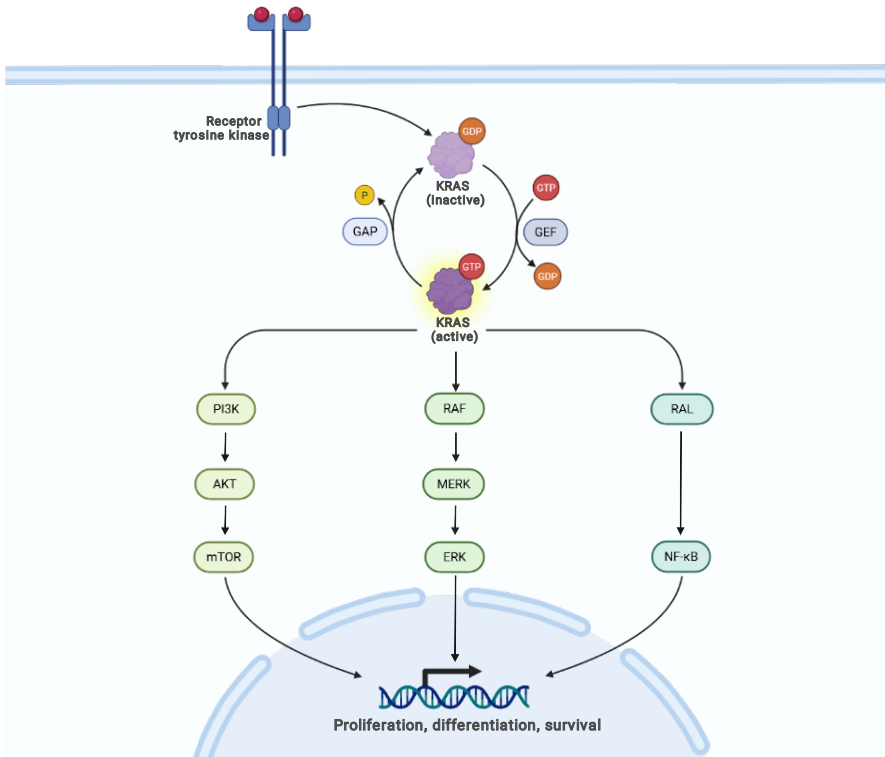 Receptor
tyrosine kinase
GDP
KRAS
(inactive)
P
GTP
GAP
GEF
GTP
GDP
KRAS
(active)
PI3K
RAF
RAL
AKT
MERK
mTOR
ERK
NF-κB
Proliferation, differentiation, survival